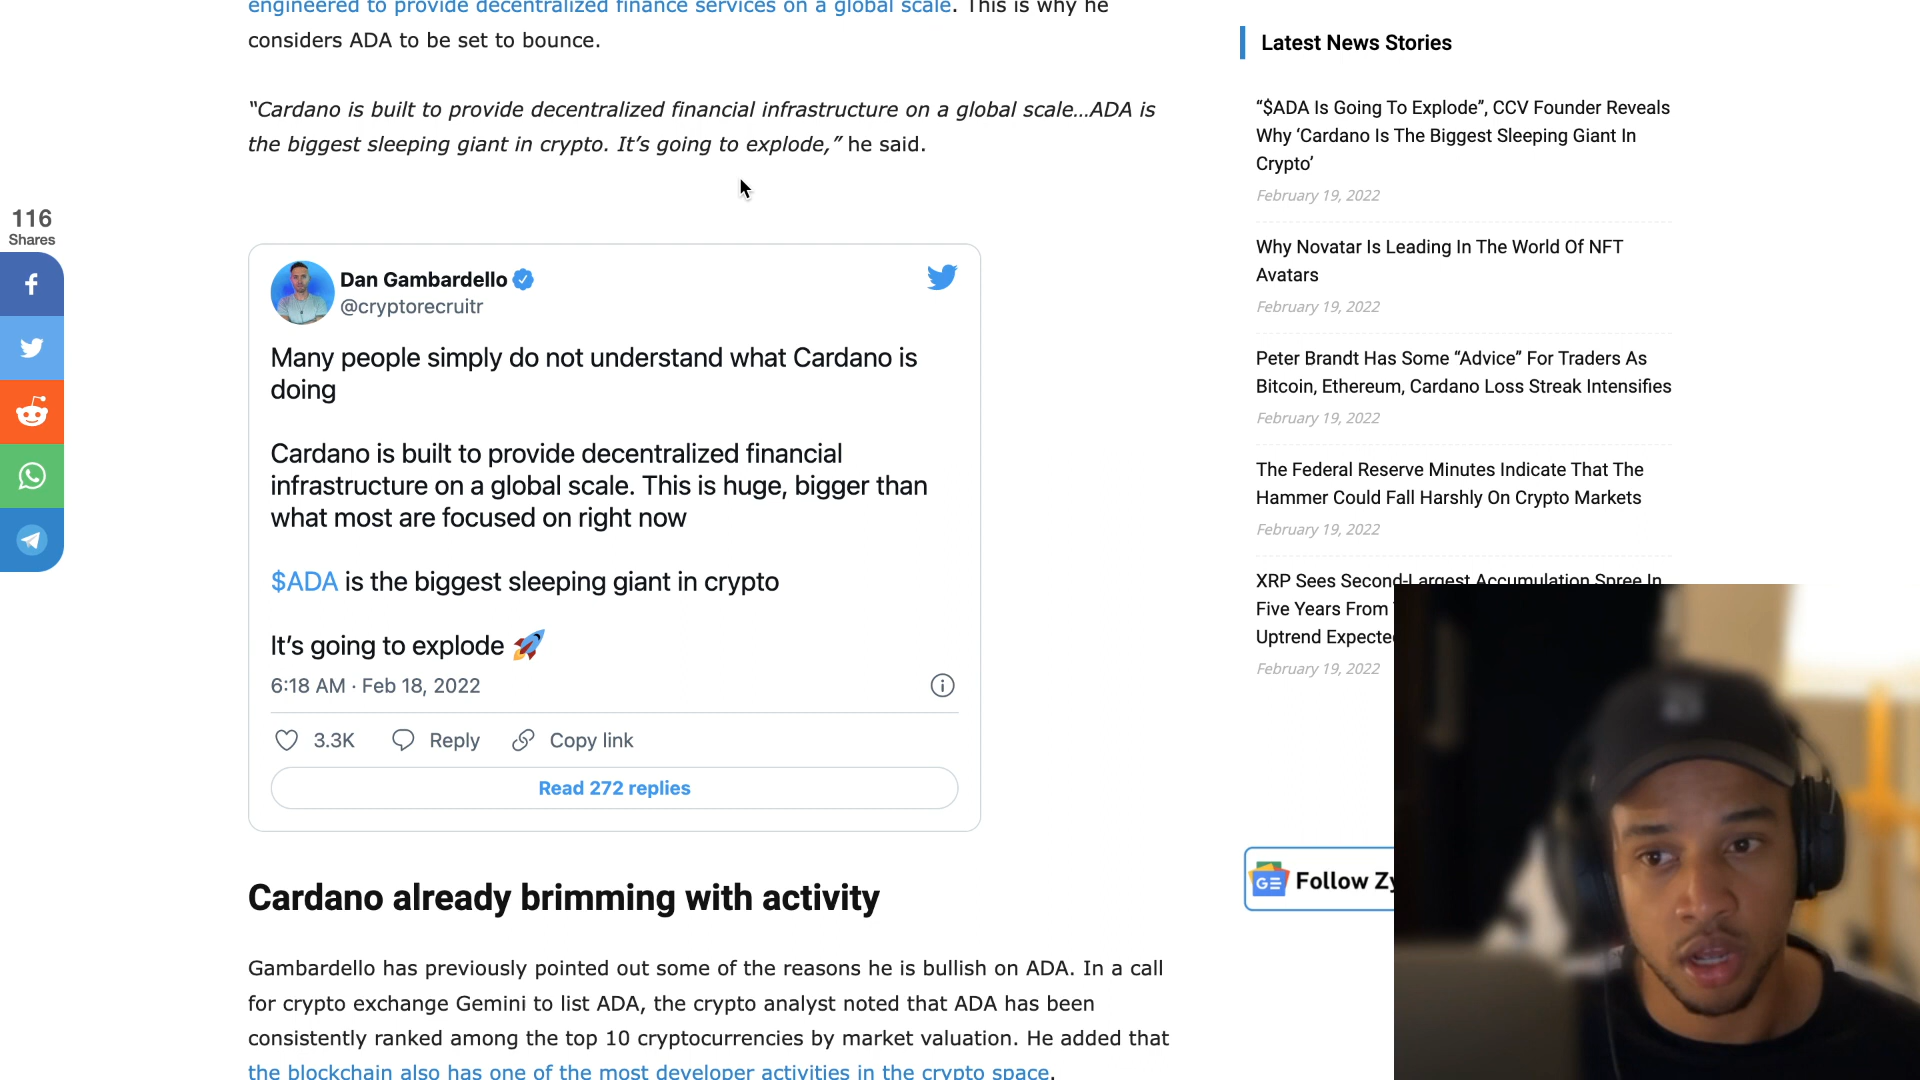 engineered to provide decentralized finance services on a global scale. This is why he
considers ADA to be set to bounce.
“Cardano is built to provide decentralized financial infrastructure on a global scale…ADA is
the biggest sleeping giant in crypto. It’s going to explode,” he said.
116
Shares
Dan Gambardello
@cryptorecruitr
Many people simply do not understand what Cardano is
doing
Cardano is built to provide decentralized financial
infrastructure on a global scale. This is huge, bigger than
what most are focused on right now
$ADA is the biggest sleeping giant in crypto
It’s going to explode 🚀
6:18 AM · Feb 18, 2022
3.3K Reply Copy link
Read 272 replies
Cardano already brimming with activity
Gambardello has previously pointed out some of the reasons he is bullish on ADA. In a call
for crypto exchange Gemini to list ADA, the crypto analyst noted that ADA has been
consistently ranked among the top 10 cryptocurrencies by market valuation. He added that
the blockchain also has one of the most developer activities in the crypto space.
Latest News Stories
“$ADA Is Going To Explode”, CCV Founder Reveals
Why ‘Cardano Is The Biggest Sleeping Giant In
Crypto’
February 19, 2022
Why Novatar Is Leading In The World Of NFT
Avatars
February 19, 2022
Peter Brandt Has Some “Advice” For Traders As
Bitcoin, Ethereum, Cardano Loss Streak Intensifies
February 19, 2022
The Federal Reserve Minutes Indicate That The
Hammer Could Fall Harshly On Crypto Markets
February 19, 2022
XRP Sees Second-Largest Accumulation Spree In
Five Years From
Uptrend Expected
February 19, 2022
GE Follow Zy